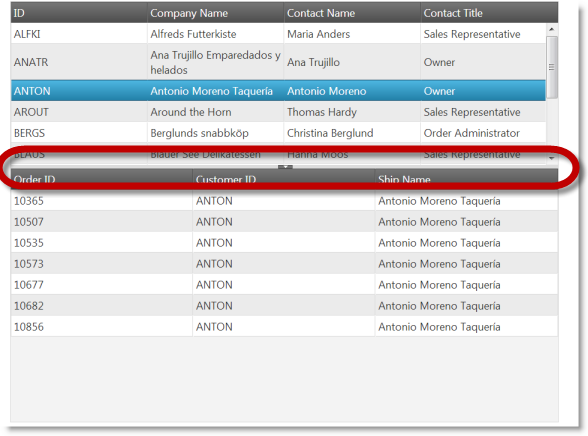 ID Company Name Contact Name Contact Title
ALFKI Alfreds Futterkiste Maria Anders Sales Representative
ANATR Ana Trujillo Emparedados y helados Ana Trujillo Owner
ANTON Antonio Moreno Taquería Antonio Moreno Owner
AROUT Around the Horn Thomas Hardy Sales Representative
BERGS Berglunds snabbköp Christina Berglund Order Administrator
BLAUS Blauer See Delikatessen Hanna Moos Sales Representative
Order ID Customer ID Ship Name
10365 ANTON Antonio Moreno Taquería
10507 ANTON Antonio Moreno Taquería
10535 ANTON Antonio Moreno Taquería
10573 ANTON Antonio Moreno Taquería
10677 ANTON Antonio Moreno Taquería
10682 ANTON Antonio Moreno Taquería
10856 ANTON Antonio Moreno Taquería